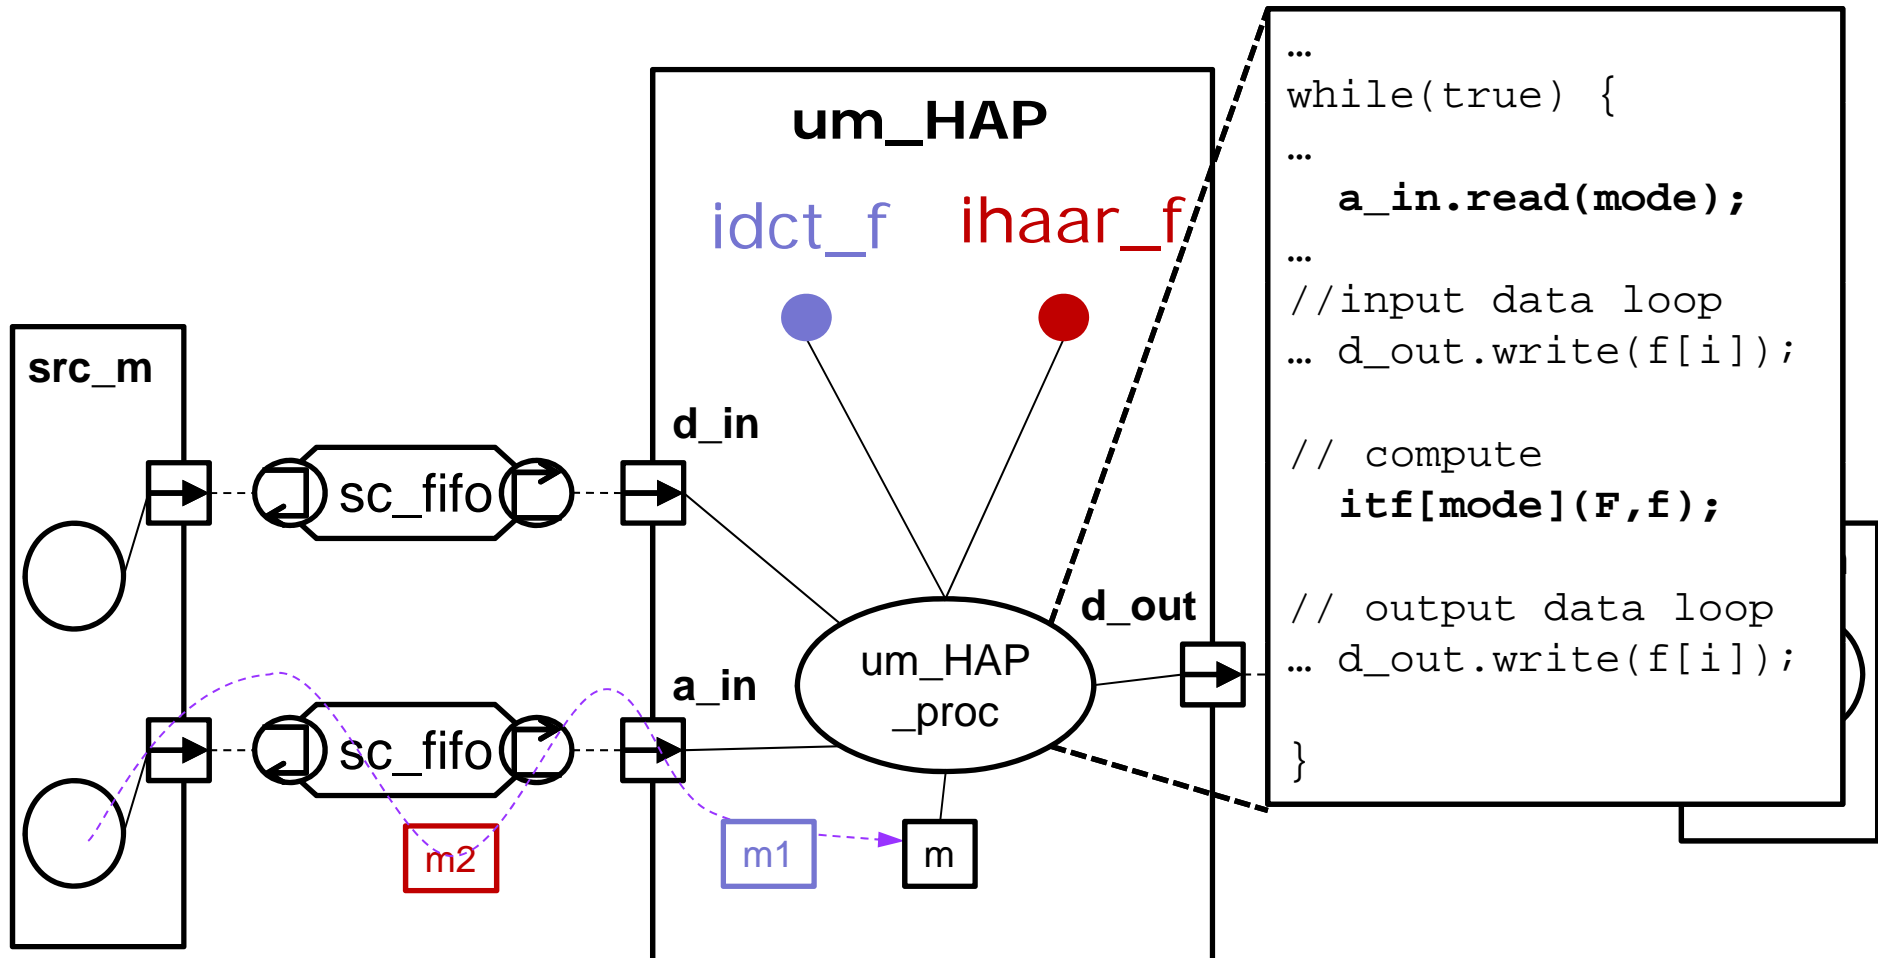 um_HAP
idct_f
ihaar_f
src_m
d_in
sc_fifo
a_in
sc_fifo
um_HAP
_proc
d_out
m2
m1
m
…
while(true) {
…
a_in.read(mode);
…
//input data loop
… d_out.write(f[i]);
// compute
itf[mode](F,f);
// output data loop
… d_out.write(f[i]);
}